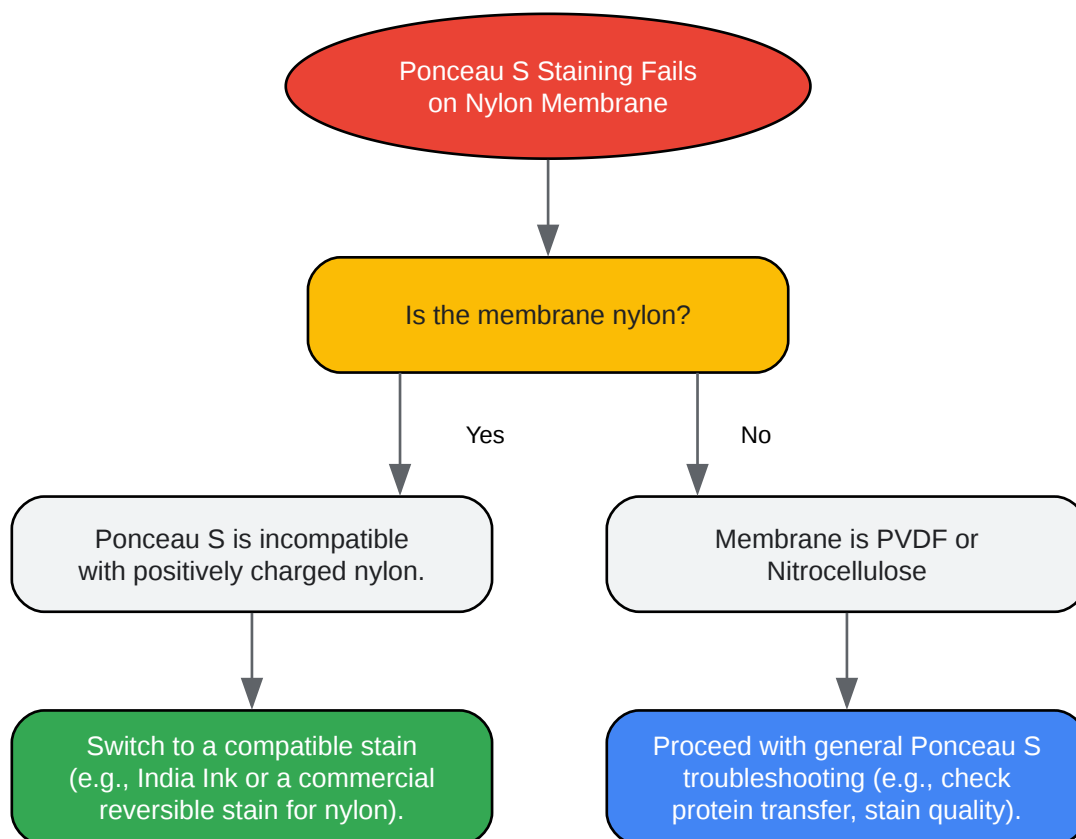 Ponceau S Staining Fails
on Nylon Membrane
Is the membrane nylon?
Yes
No
Ponceau S is incompatible
with positively charged nylon.
Membrane is PVDF or
Nitrocellulose
Switch to a compatible stain
(e.g., India Ink or a commercial
reversible stain for nylon).
Proceed with general Ponceau S
troubleshooting (e.g., check
protein transfer, stain quality).